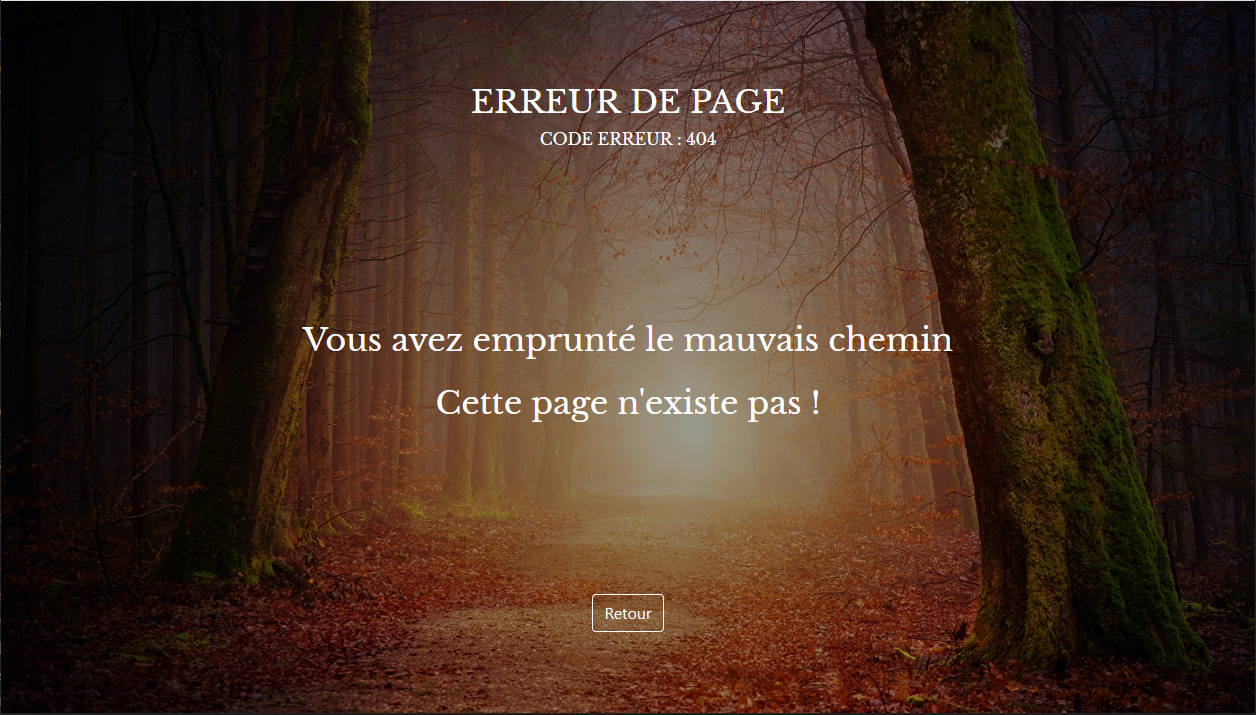 ERREUR DE PAGE
CODE ERREUR : 404
Vous avez emprunté le mauvais chemin
Cette page n'existe pas !
Retour